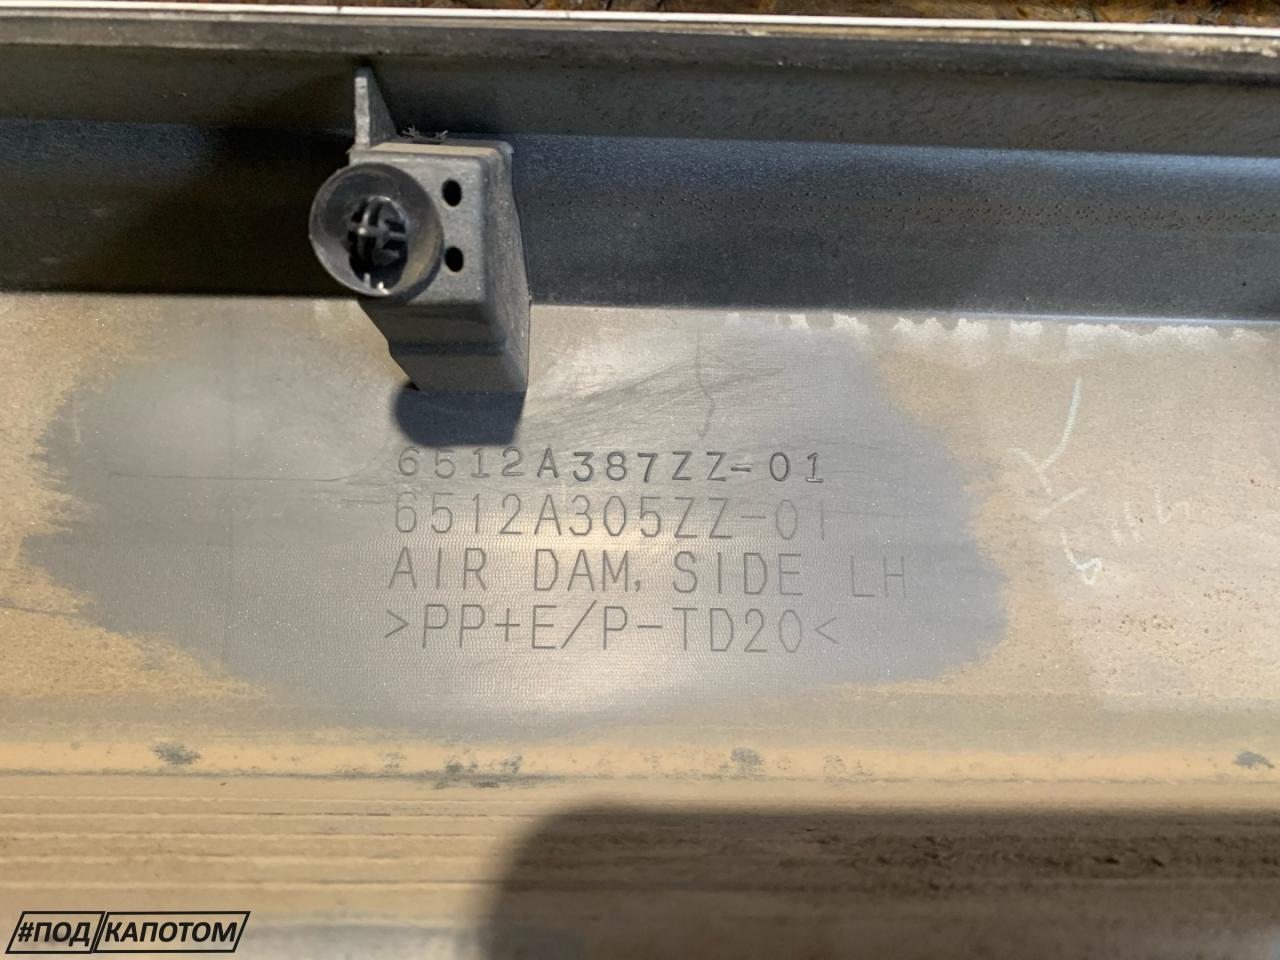 6512A387ZZ-01
6512A305ZZ-01
AIR DAM, SIDE LH
>PP+E/P-TD20<
#ПОД КАПОТОМ